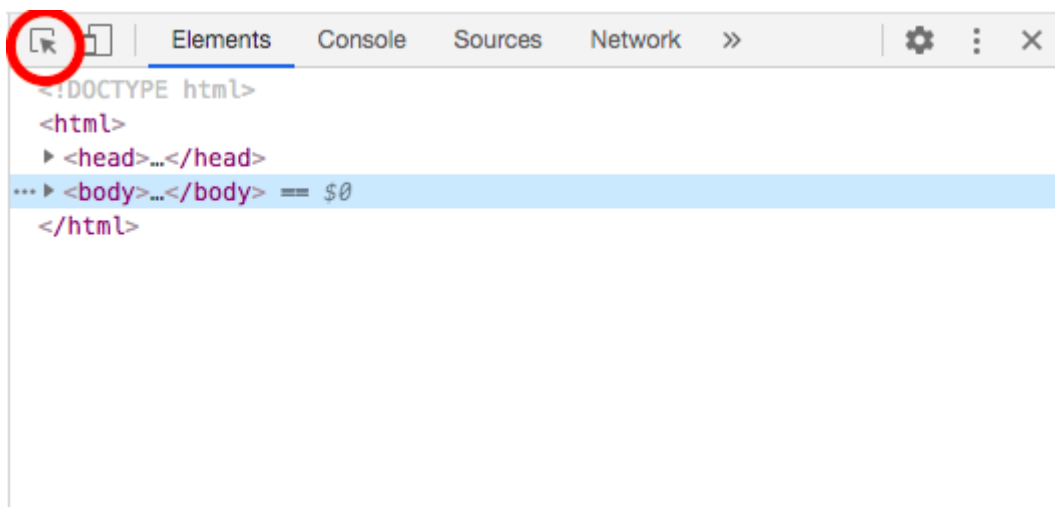 Elements Console Sources Network »
<!DOCTYPE html>
<html>
<head>…</head>
<body>…</body> == $0
</html>